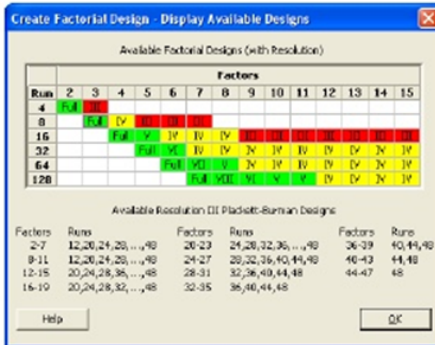 Create Factorial Design - Display Available Designs
Available Factorial Designs (with Resolution)
Factors
Run 2 3 4 5 6 7 8 9 10 11 12 13 14 15
4 Full III
8 Full IV III III III
16 Full V IV IV IV III III III III III III III
32 Full VI IV IV IV IV IV IV IV IV IV
64 Full VII V IV IV IV IV IV IV IV
128 Full VIII VI V V IV IV IV IV
Available Resolution III Plackett-Burman Designs
Factors Runs Factors Runs Factors Runs
2-7 12,20,24,28,...,48 20-23 24,28,32,36,...,48 36-39 40,44,48
8-11 12,20,24,28,...,48 24-27 28,32,36,40,44,48 40-43 44,48
12-15 20,24,28,36,...,48 28-31 32,36,40,44,48 44-47 48
16-19 20,24,28,32,...,48 32-35 36,40,44,48
Help OK